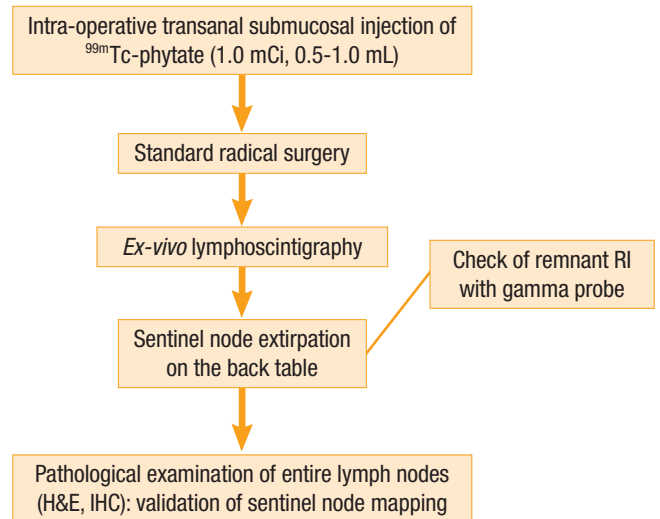 Intra-operative transanal submucosal injection of
99mTc-phytate (1.0 mCi, 0.5-1.0 mL)
Standard radical surgery
Ex-vivo lymphoscintigraphy
Check of remnant RI
with gamma probe
Sentinel node extirpation
on the back table
Pathological examination of entire lymph nodes
(H&E, IHC): validation of sentinel node mapping